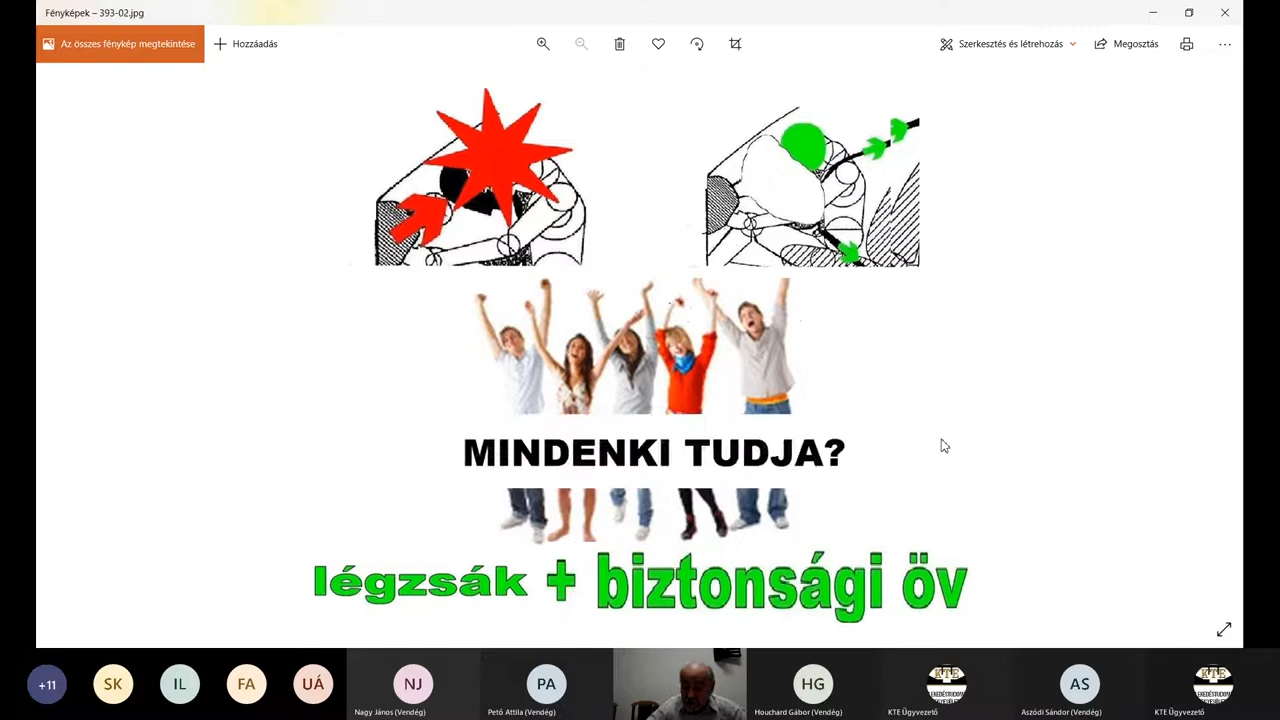 Fényképek – 393-02.jpg
Az összes fénykép megtekintése
Hozzáadás
Szerkesztés és létrehozás
Megosztás
MINDENKI TUDJA?
légzsák + biztonsági öv
+11
SK
IL
FA
UÁ
NJ
PA
HG
AS
KTE
KTE
Nagy János (Vendég)
Pető Attila (Vendég)
Houchard Gábor (Vendég)
KTE Ügyvezető
Aszódi Sándor (Vendég)
KTE Ügyvezető